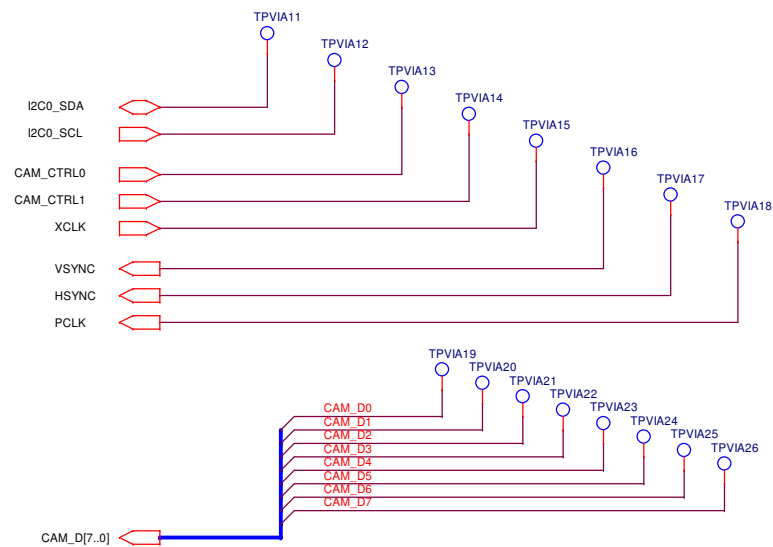 TPVIA11
TPVIA12
TPVIA13
TPVIA14
I2C0_SDA
TPVIA15
I2C0_SCL
TPVIA16
CAM_CTRL0
TPVIA17
CAM_CTRL1
TPVIA18
XCLK
VSYNC
HSYNC
PCLK
TPVIA19
TPVIA20
TPVIA21
TPVIA22
CAM_D0
TPVIA23
CAM_D1
TPVIA24
CAM_D2
TPVIA25
CAM_D3
TPVIA26
CAM_D4
CAM_D5
CAM_D6
CAM_D7
CAM_D[7..0]